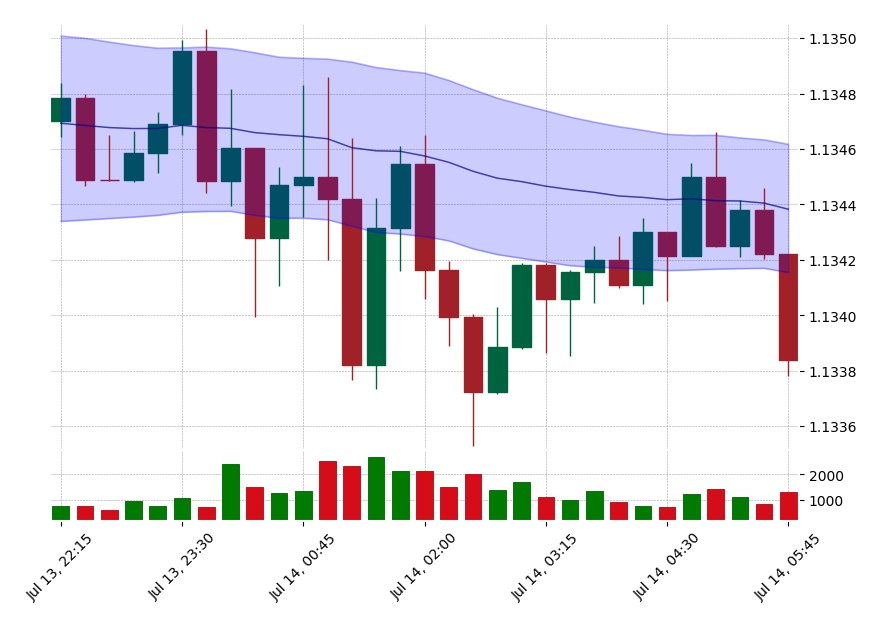 1.1350
1.1348
1.1346
1.1344
1.1342
1.1340
1.1338
1.1336
2000
1000
Jul 13, 22:15
Jul 13, 23:30
Jul 14, 00:45
Jul 14, 02:00
Jul 14, 03:15
Jul 14, 04:30
Jul 14, 05:45